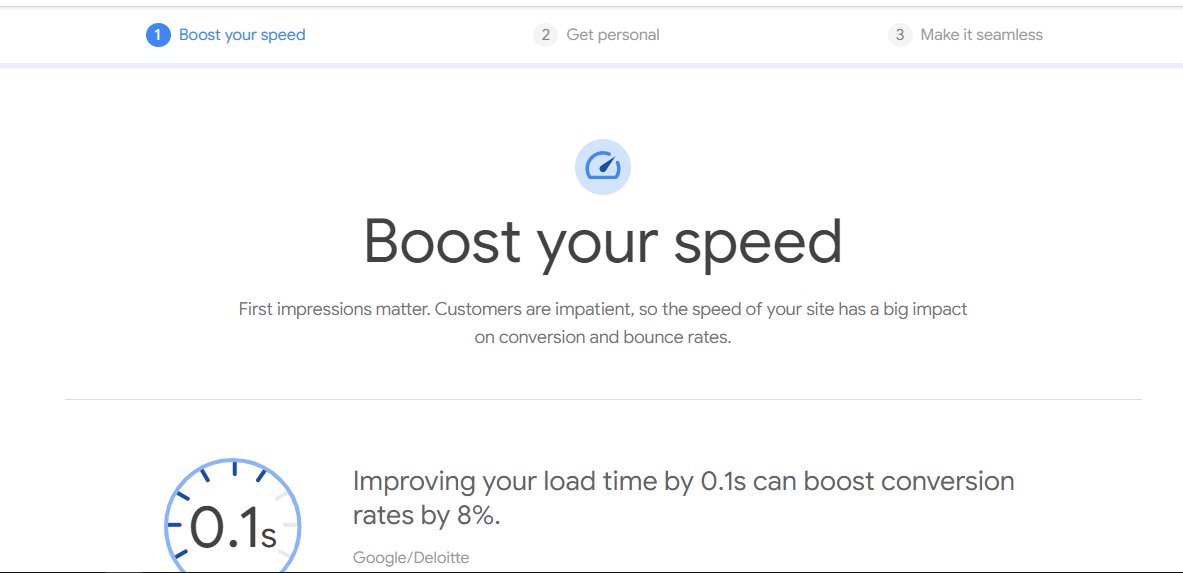 1 Boost your speed
2 Get personal
3 Make it seamless
Boost your speed
First impressions matter. Customers are impatient, so the speed of your site has a big impact
on conversion and bounce rates.
0.1s
Improving your load time by 0.1s can boost conversion
rates by 8%.
Google/Deloitte